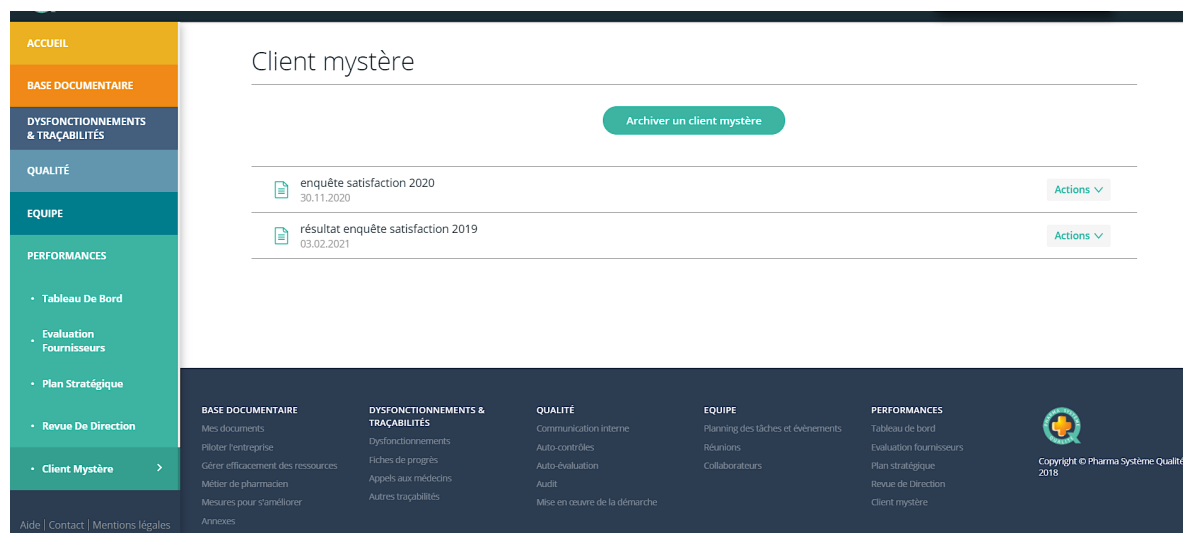 ACCUEIL
BASE DOCUMENTAIRE
DYSFONCTIONNEMENTS
& TRAÇABILITÉS
QUALITÉ
EQUIPE
PERFORMANCES
• Tableau De Bord
• Evaluation
Fournisseurs
• Plan Stratégique
• Revue De Direction
• Client Mystère >
Aide | Contact | Mentions légales
Client mystère
Archiver un client mystère
enquête satisfaction 2020
30.11.2020
Actions
résultat enquête satisfaction 2019
03.02.2021
Actions
BASE DOCUMENTAIRE
Mes documents
Piloter l'entreprise
Gérer efficacement des ressources
Métier de pharmacien
Mesures pour s'améliorer
Annexes
DYSFONCTIONNEMENTS &
TRAÇABILITÉS
Dysfonctionnements
Fiches de progrès
Appels aux médecins
Autres traçabilités
QUALITÉ
Communication interne
Auto-contrôles
Auto-évaluation
Audit
Mise en œuvre de la démarche
EQUIPE
Planning des tâches et évènements
Réunions
Collaborateurs
PERFORMANCES
Tableau de bord
Evaluation fournisseurs
Plan stratégique
Revue de Direction
Client mystère
Copyright © Pharma Système Qualité
2018